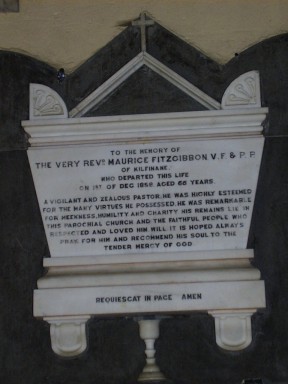 TO THE MEMORY OF
THE VERY REVD MAURICE FITZGIBBON, V.F. & P.P.
OF KILFINANE,
WHO DEPARTED THIS LIFE
ON 1ST OF DEC 1898, AGED 66 YEARS.
A VIGILANT AND ZEALOUS PASTOR, HE WAS HIGHLY ESTEEMED
FOR THE MANY VIRTUES HE POSSESSED, HE WAS REMARKABLE
FOR MEEKNESS, HUMILITY AND CHARITY. HIS REMAINS LIE IN
THIS PAROCHIAL CHURCH AND THE FAITHFUL PEOPLE WHO
RESPECTED AND LOVED HIM WILL IT IS HOPED ALWAYS
PRAY FOR HIM AND RECOMMEND HIS SOUL TO THE
TENDER MERCY OF GOD.
REQUIESCAT IN PACE AMEN